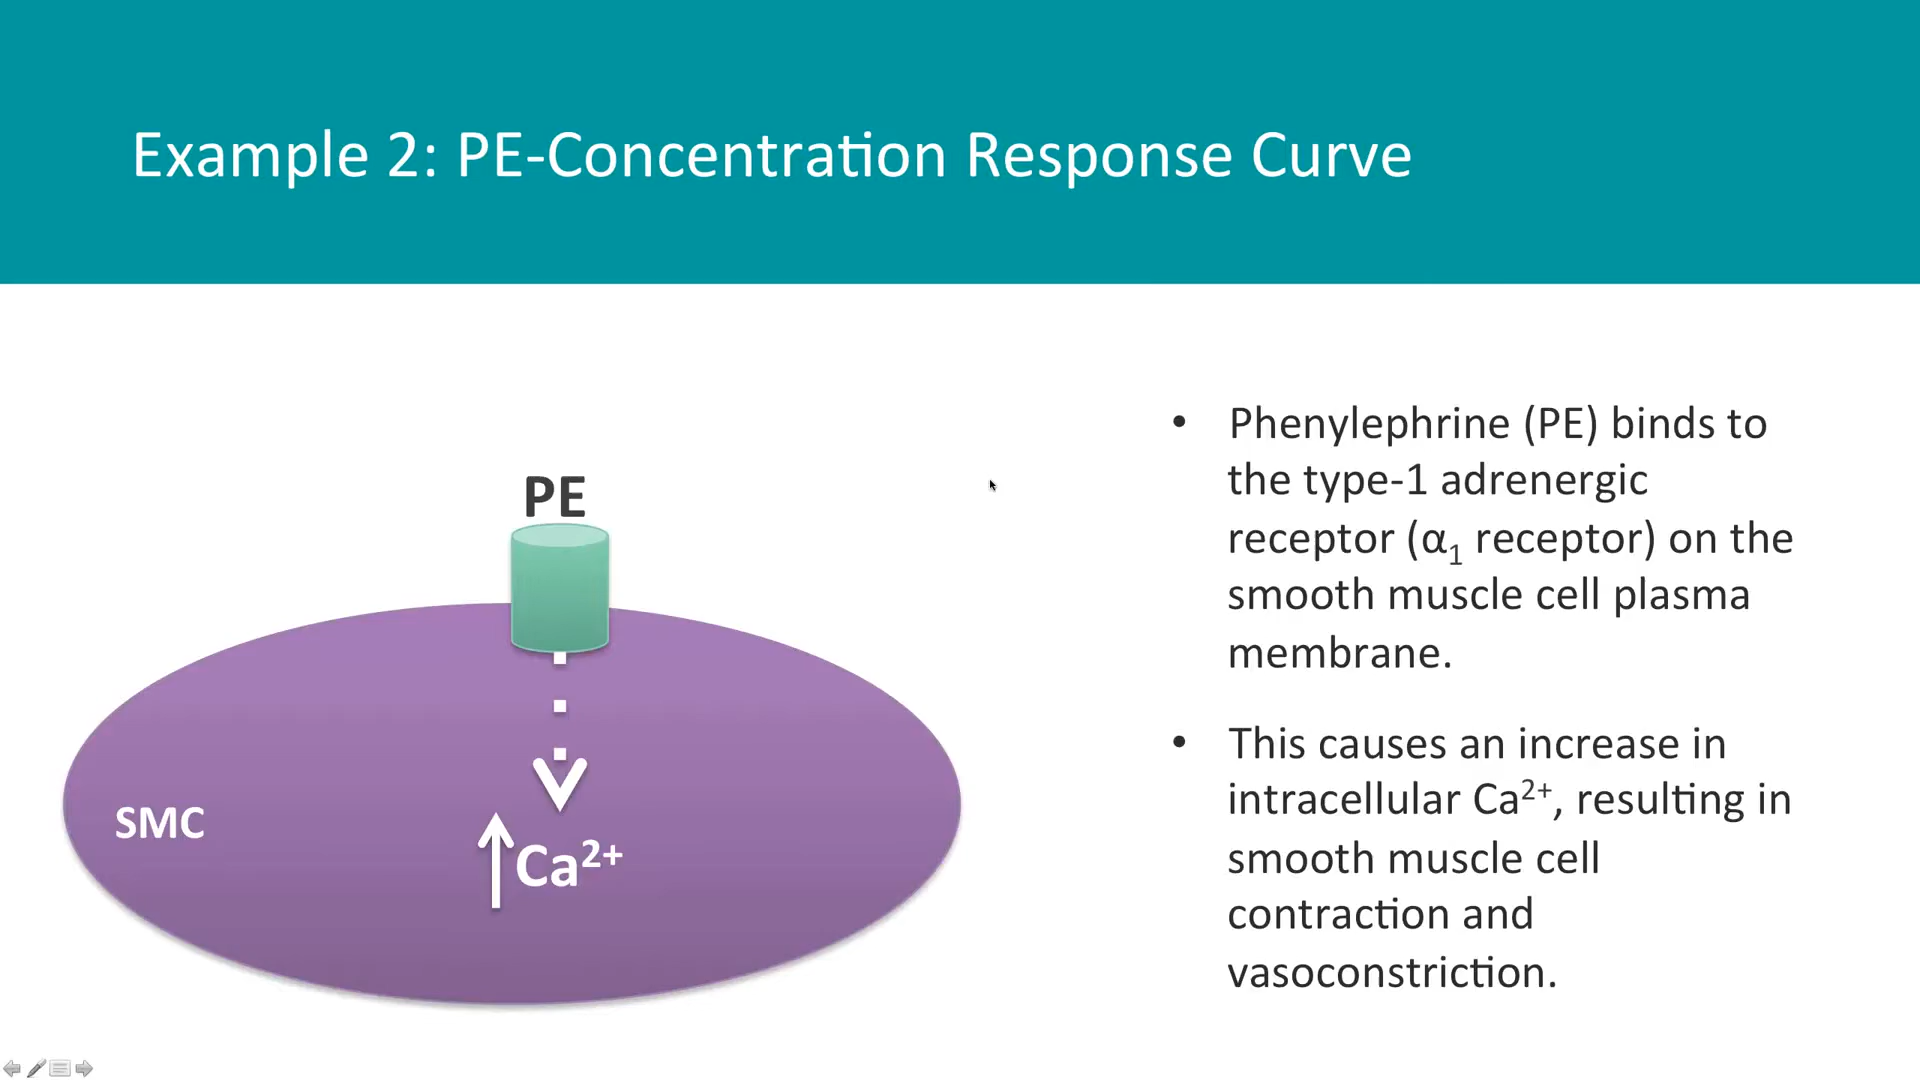 Example 2: PE-Concentration Response Curve
PE
SMC
Ca²⁺
• Phenylephrine (PE) binds to
the type-1 adrenergic
receptor (α₁ receptor) on the
smooth muscle cell plasma
membrane.
• This causes an increase in
intracellular Ca²⁺, resulting in
smooth muscle cell
contraction and
vasoconstriction.